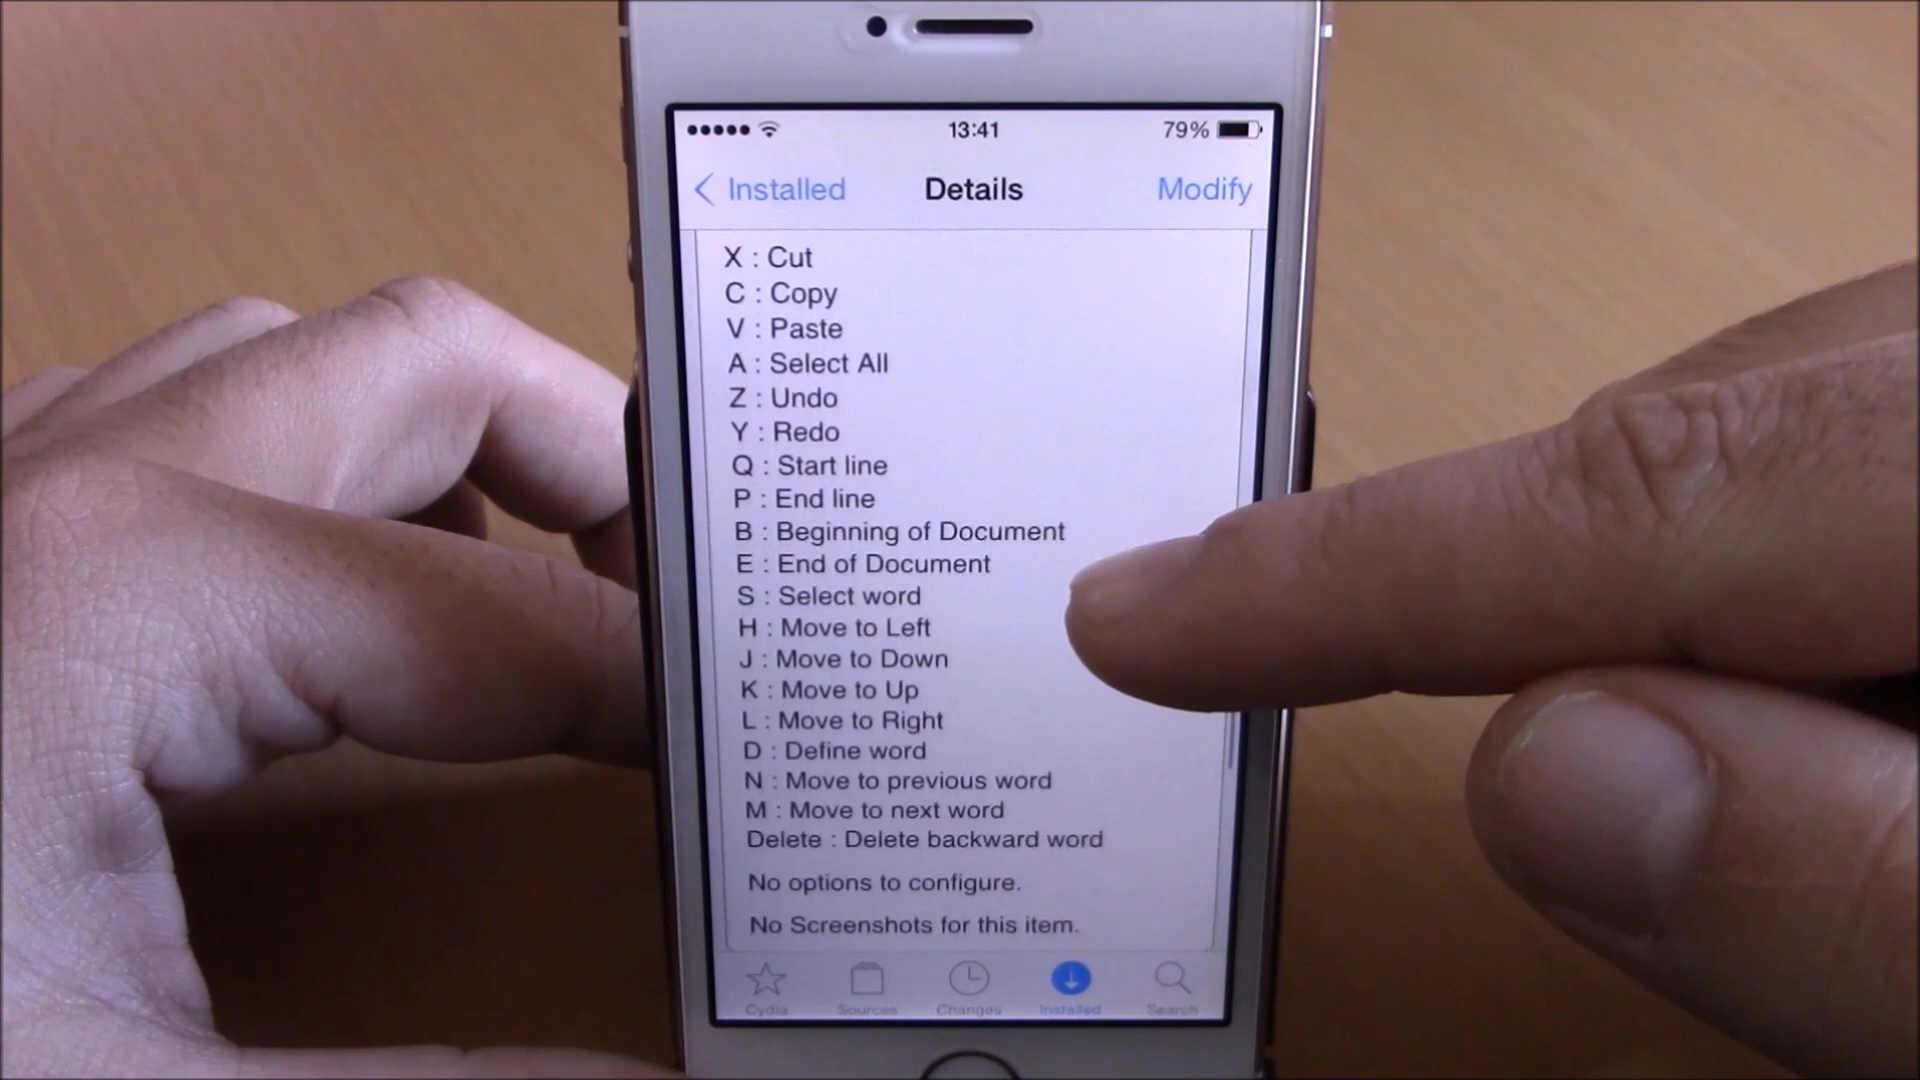 13:41 79%
Installed Details Modify
X : Cut
C : Copy
V : Paste
A : Select All
Z : Undo
Y : Redo
Q : Start line
P : End line
B : Beginning of Document
E : End of Document
S : Select word
H : Move to Left
J : Move to Down
K : Move to Up
L : Move to Right
D : Define word
N : Move to previous word
M : Move to next word
Delete : Delete backward word
No options to configure.
No Screenshots for this item.
Cydia Sources Changes Installed Search